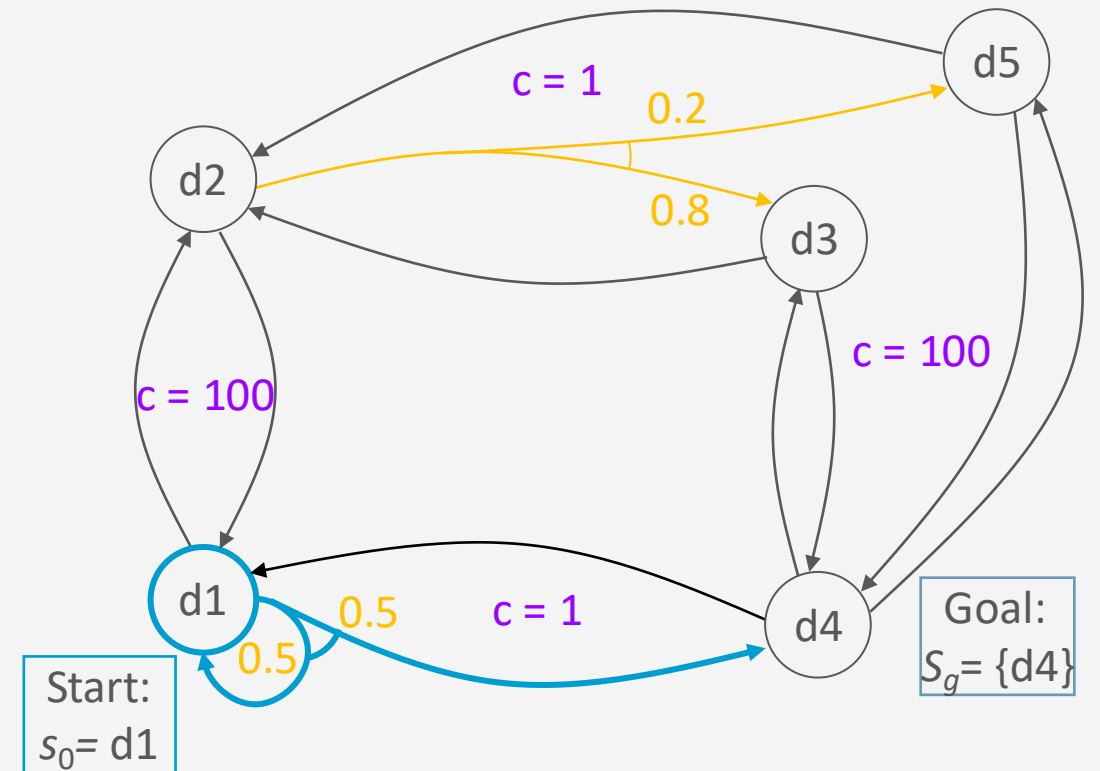 d5
c = 1
0.2
d2
0.8
d3
c = 100
c = 100
d1
0.5
0.5
c = 1
d4
Goal:
Sg= {d4}
Start:
s0= d1